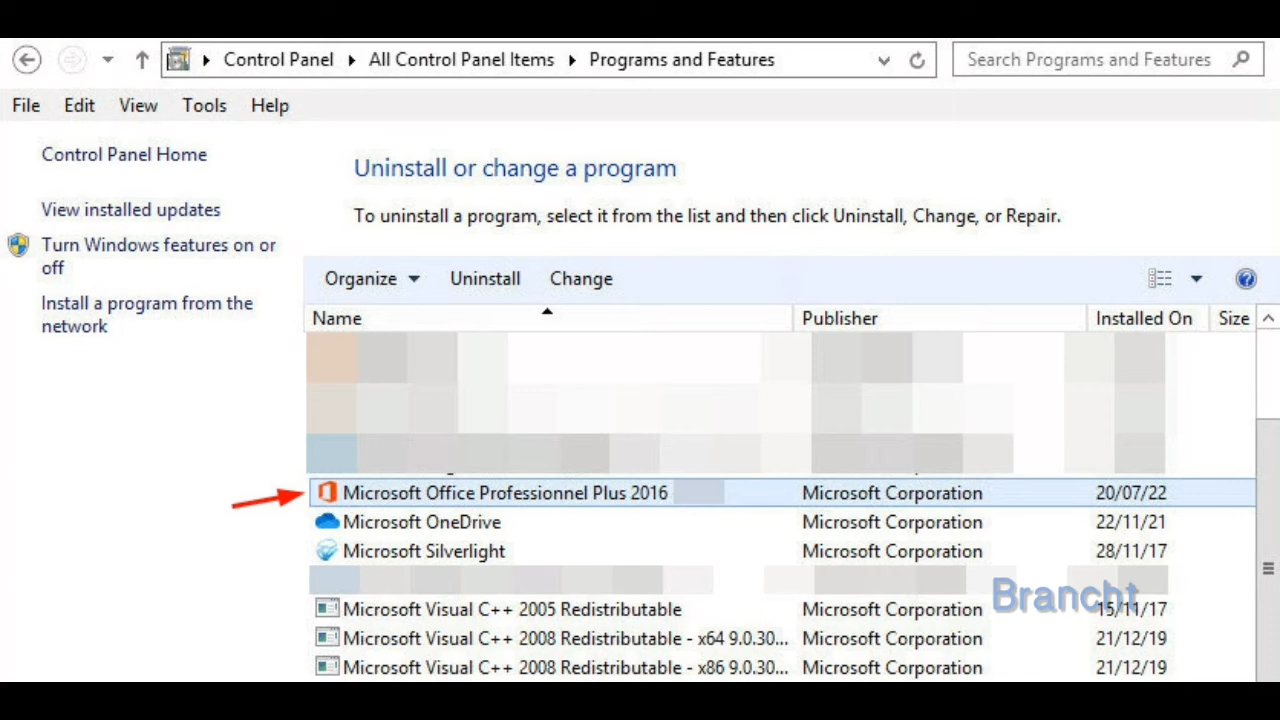 Control Panel All Control Panel Items Programs and Features Search Programs and Features
File Edit View Tools Help
Control Panel Home
Uninstall or change a program
View installed updates
To uninstall a program, select it from the list and then click Uninstall, Change, or Repair.
Turn Windows features on or
off
Install a program from the
network
Organize Uninstall Change
Name Publisher Installed On Size
Microsoft Office Professionnel Plus 2016 Microsoft Corporation 20/07/22
Microsoft OneDrive Microsoft Corporation 22/11/21
Microsoft Silverlight Microsoft Corporation 28/11/17
Brancht
Microsoft Visual C++ 2005 Redistributable Microsoft Corporation 15/11/17
Microsoft Visual C++ 2008 Redistributable - x64 9.0.30... Microsoft Corporation 21/12/19
Microsoft Visual C++ 2008 Redistributable - x86 9.0.30... Microsoft Corporation 21/12/19